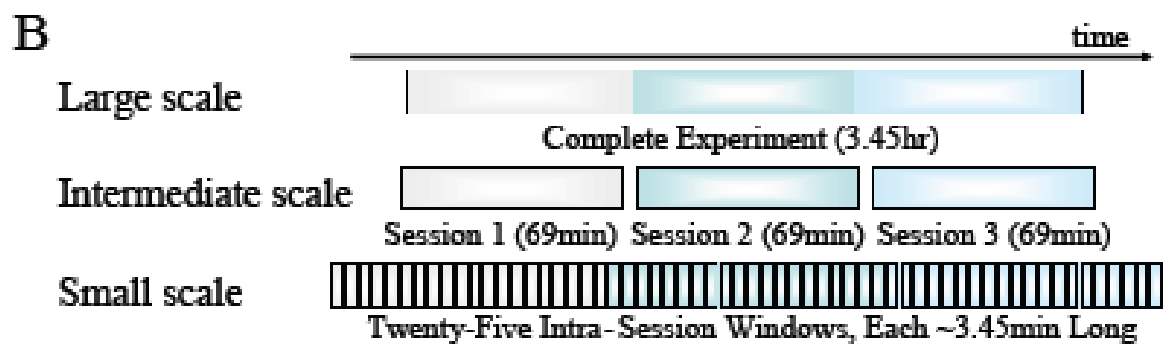 B
time
Large scale
Complete Experiment (3.45hr)
Intermediate scale
Session 1 (69min) Session 2 (69min) Session 3 (69min)
Small scale
Twenty-Five Intra-Session Windows, Each ~3.45min Long